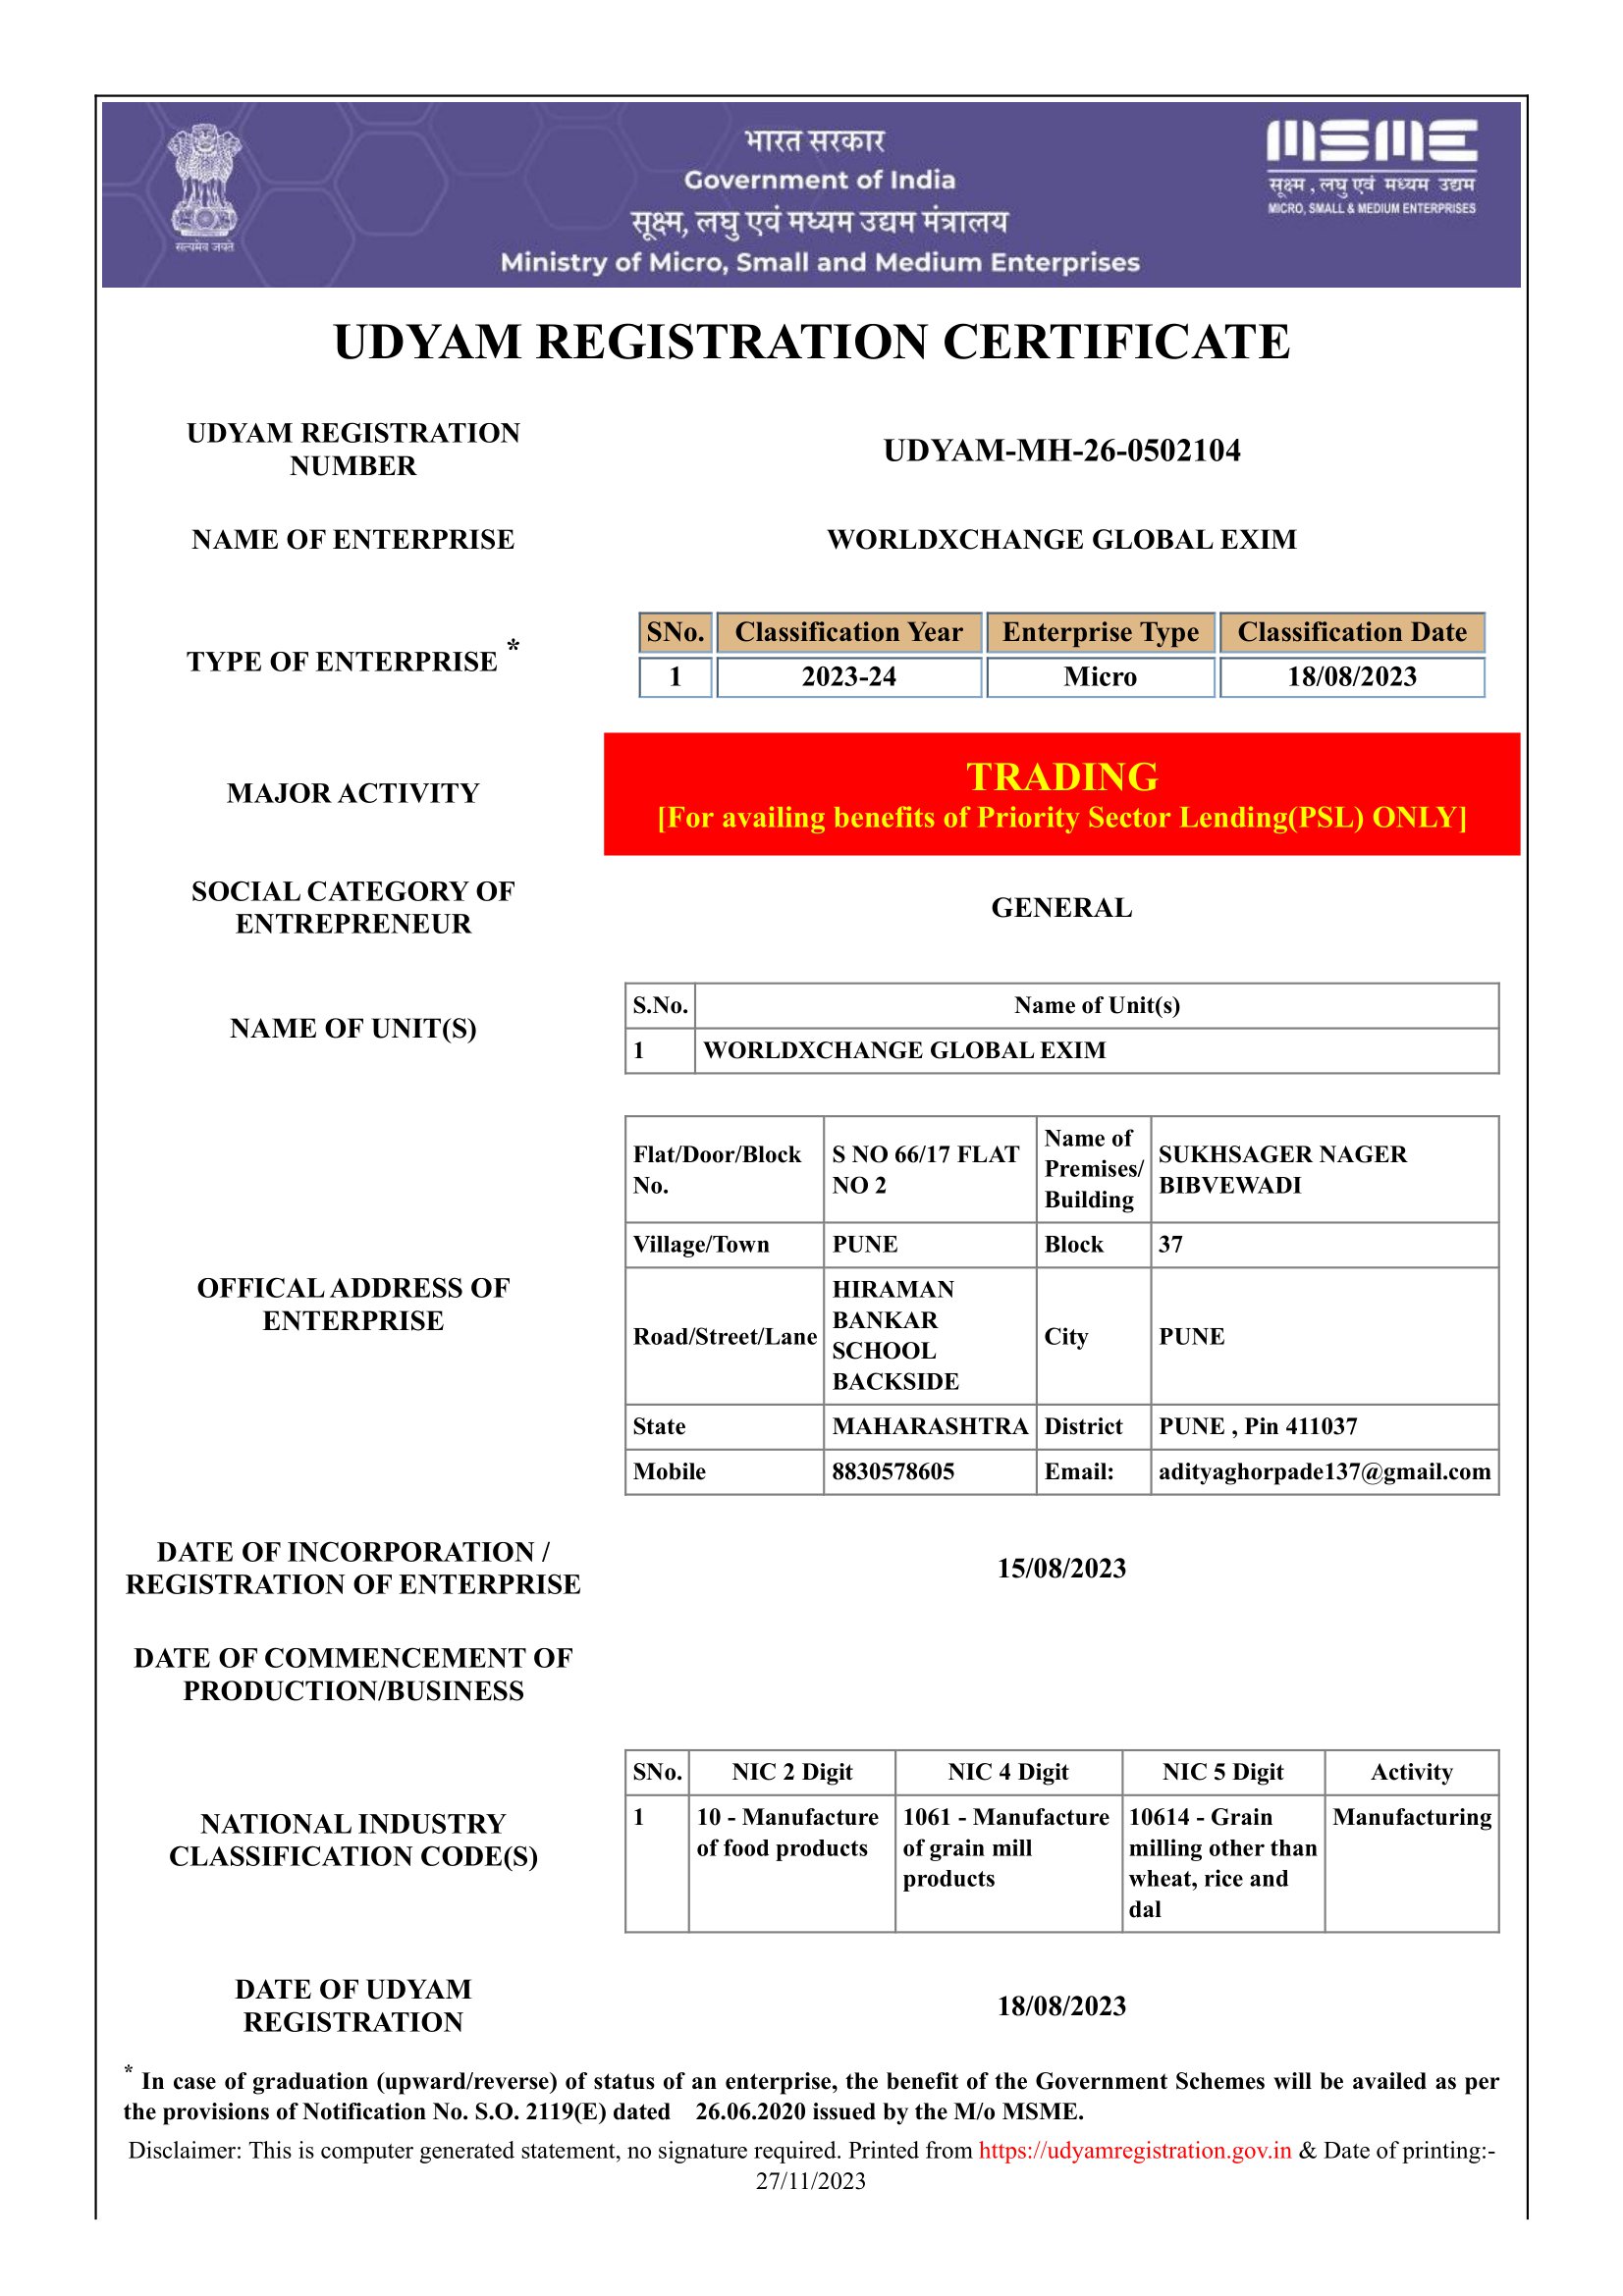 भारत सरकार
Government of India
सूक्ष्म, लघु एवं मध्यम उद्यम मंत्रालय
Ministry of Micro, Small and Medium Enterprises
सत्यमेव जयते
MSME
सूक्ष्म , लघु एवं मध्यम उद्यम
MICRO, SMALL & MEDIUM ENTERPRISES
UDYAM REGISTRATION CERTIFICATE
UDYAM REGISTRATION
NUMBER
UDYAM-MH-26-0502104
NAME OF ENTERPRISE
WORLDXCHANGE GLOBAL EXIM
TYPE OF ENTERPRISE *
SNo. Classification Year Enterprise Type Classification Date
1 2023-24 Micro 18/08/2023
MAJOR ACTIVITY
TRADING
[For availing benefits of Priority Sector Lending(PSL) ONLY]
SOCIAL CATEGORY OF
ENTREPRENEUR
GENERAL
NAME OF UNIT(S)
S.No. Name of Unit(s)
1 WORLDXCHANGE GLOBAL EXIM
OFFICAL ADDRESS OF
ENTERPRISE
Flat/Door/Block
No.
S NO 66/17 FLAT
NO 2
Name of
Premises/
Building
SUKHSAGER NAGER
BIBVEWADI
Village/Town PUNE Block 37
Road/Street/Lane
HIRAMAN
BANKAR
SCHOOL
BACKSIDE
City PUNE
State MAHARASHTRA District PUNE , Pin 411037
Mobile 8830578605 Email: adityaghorpade137@gmail.com
DATE OF INCORPORATION /
REGISTRATION OF ENTERPRISE
15/08/2023
DATE OF COMMENCEMENT OF
PRODUCTION/BUSINESS
NATIONAL INDUSTRY
CLASSIFICATION CODE(S)
SNo. NIC 2 Digit NIC 4 Digit NIC 5 Digit Activity
1
10 - Manufacture
of food products
1061 - Manufacture
of grain mill
products
10614 - Grain
milling other than
wheat, rice and
dal
Manufacturing
DATE OF UDYAM
REGISTRATION
18/08/2023
* In case of graduation (upward/reverse) of status of an enterprise, the benefit of the Government Schemes will be availed as per
the provisions of Notification No. S.O. 2119(E) dated 26.06.2020 issued by the M/o MSME.
Disclaimer: This is computer generated statement, no signature required. Printed from https://udyamregistration.gov.in & Date of printing:-
27/11/2023